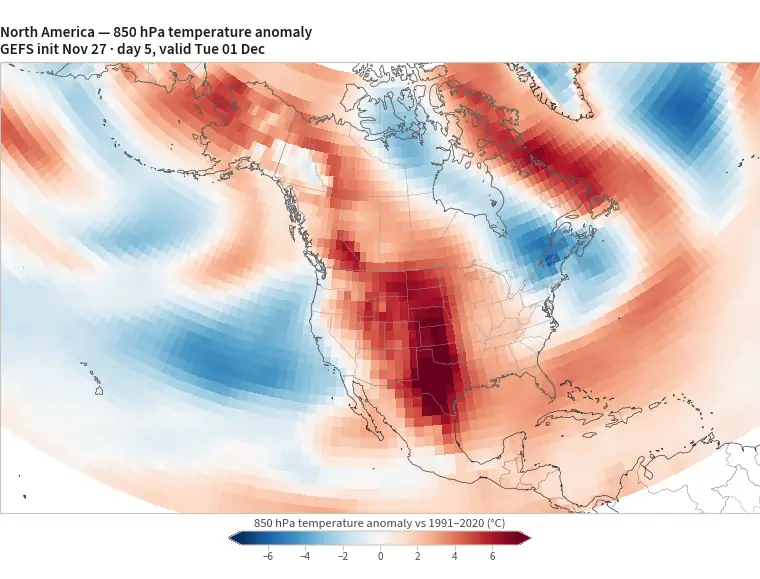 North America — 850 hPa temperature anomaly
GEFS init Nov 27 · day 5, valid Tue 01 Dec
850 hPa temperature anomaly vs 1991–2020 (°C)
−6 −4 −2 0 2 4 6